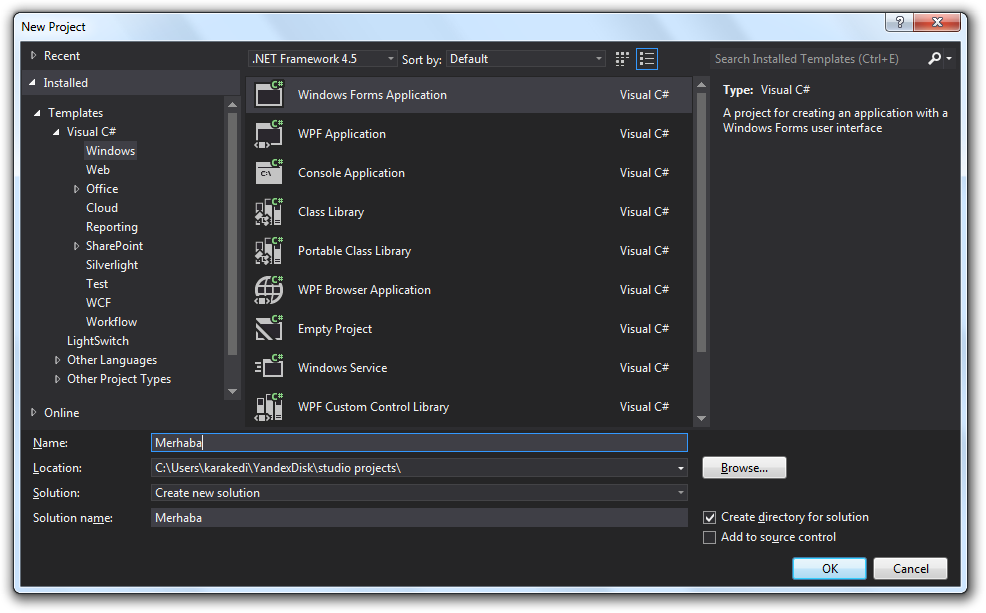 New Project
Recent
.NET Framework 4.5
Sort by:
Default
Search Installed Templates (Ctrl+E)
Installed
Templates
Visual C#
Windows
Web
Office
Cloud
Reporting
SharePoint
Silverlight
Test
WCF
Workflow
LightSwitch
Other Languages
Other Project Types
Online
Windows Forms Application Visual C#
WPF Application Visual C#
Console Application Visual C#
Class Library Visual C#
Portable Class Library Visual C#
WPF Browser Application Visual C#
Empty Project Visual C#
Windows Service Visual C#
WPF Custom Control Library Visual C#
Type: Visual C#
A project for creating an application with a
Windows Forms user interface
Name: Merhaba
Location: C:\Users\karakedi\YandexDisk\studio projects\
Browse...
Solution: Create new solution
Solution name: Merhaba
Create directory for solution
Add to source control
OK
Cancel